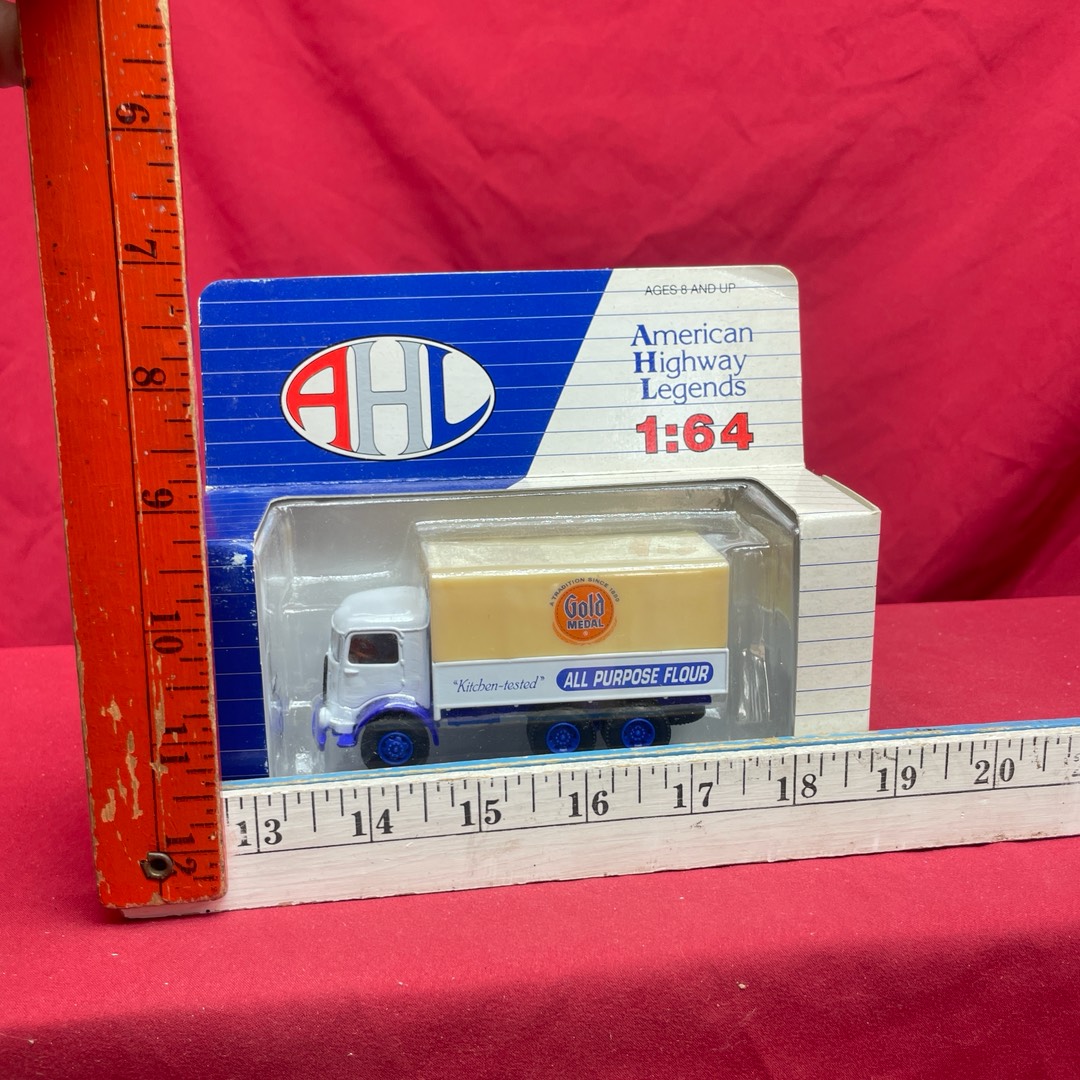 6
7
8
9
10
12
AHL
AGES 8 AND UP
American
Highway
Legends
1:64
A TRADITION SINCE 1880
Gold
MEDAL
"Kitchen-tested"
ALL PURPOSE FLOUR
13 14 15 16 17 18 19 20